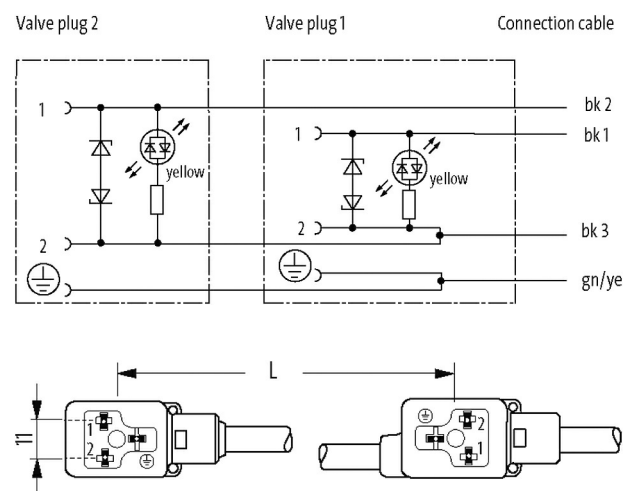 Valve plug 2 Valve plug 1 Connection cable
1 bk 2
1 bk 1
yellow yellow
2 2 bk 3
gn/ye
L
11
1 2
2 1